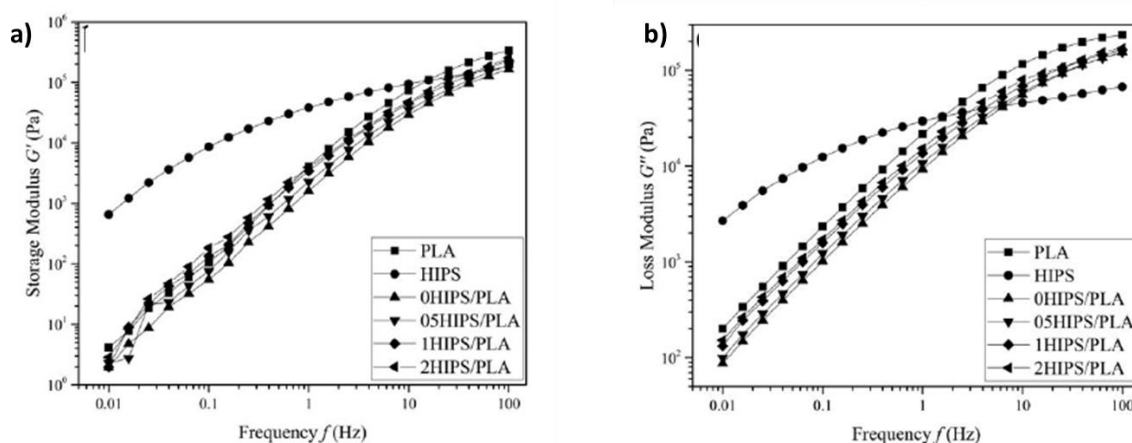 a)
10⁶
10⁵
10⁴
10³
10²
10¹
10⁰
Storage Modulus G′ (Pa)
PLA
HIPS
0HIPS/PLA
05HIPS/PLA
1HIPS/PLA
2HIPS/PLA
0.01 0.1 1 10 100
Frequency f (Hz)
b)
10⁵
10⁴
10³
10²
Loss Modulus G″ (Pa)
PLA
HIPS
0HIPS/PLA
05HIPS/PLA
1HIPS/PLA
2HIPS/PLA
0.01 0.1 1 10 100
Frequency f (Hz)